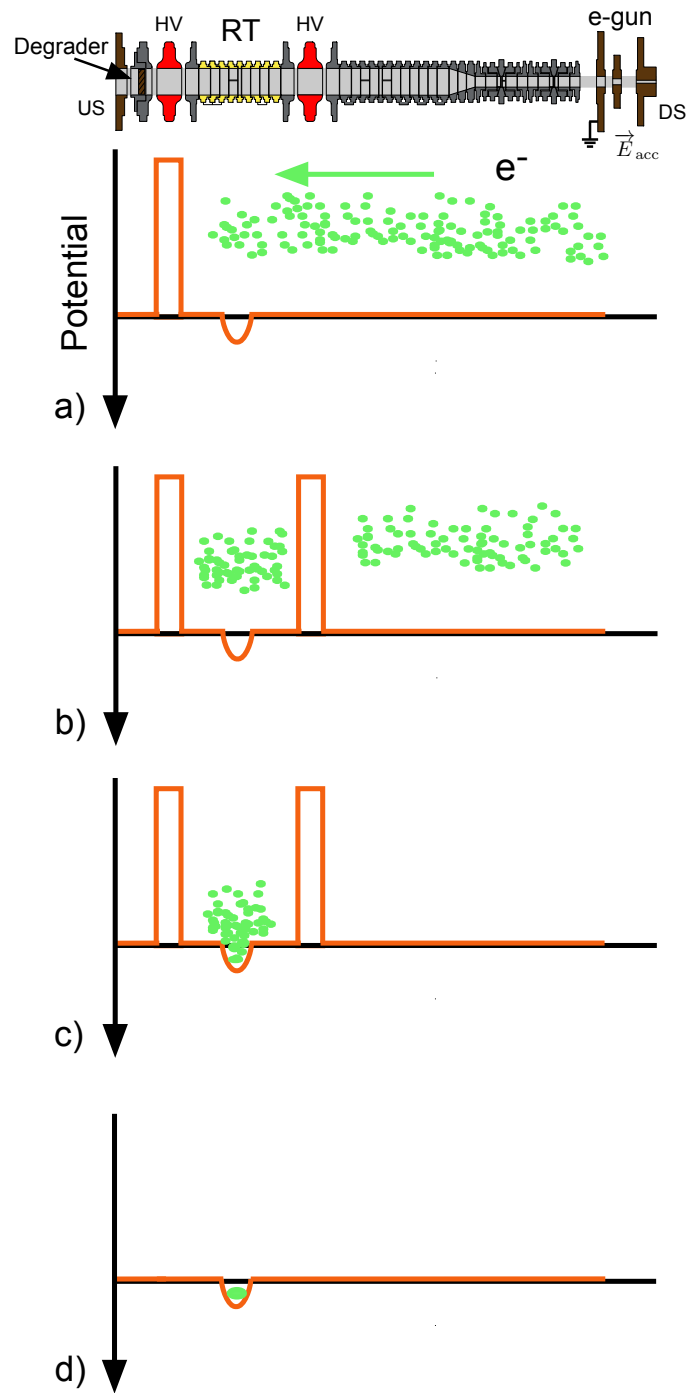 HV
RT
HV
e-gun
Degrader
US
DS
E acc
e-
Potential
a)
b)
c)
d)